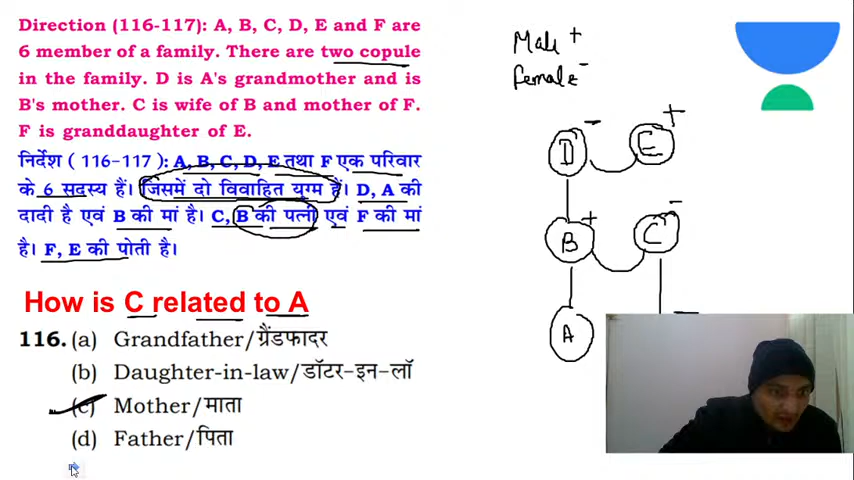 Direction (116-117): A, B, C, D, E and F are
6 member of a family. There are two copule
in the family. D is A's grandmother and is
B's mother. C is wife of B and mother of F.
F is granddaughter of E.
निर्देश (116-117): A, B, C, D, E तथा F एक परिवार
के 6 सदस्य हैं। जिसमें दो विवाहित युग्म हैं। D, A की
दादी है एवं B की मां है। C, B की पत्नी एवं F की मां
है। F, E की पोती है।
How is C related to A
116. (a) Grandfather/ग्रैंडफादर
(b) Daughter-in-law/डॉटर-इन-लॉ
(c) Mother/माता
(d) Father/पिता
Male +
Female -
D - E +
B + C -
A